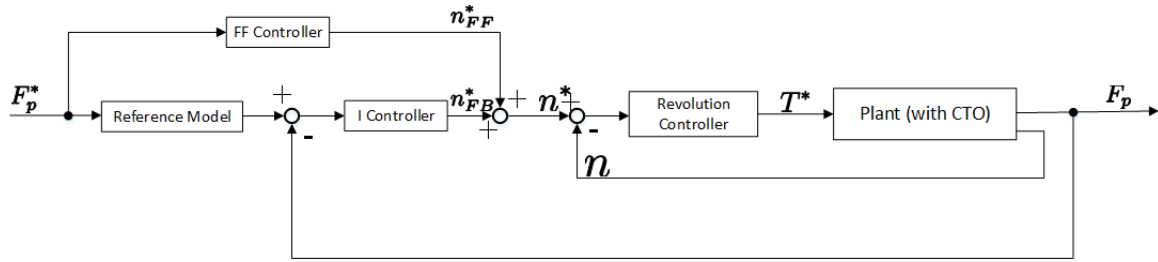 n*FF
FF Controller
F*p
Reference Model
+
-
I Controller
n*FB
+
+
n*
+
-
n
Revolution
Controller
T*
Plant (with CTO)
Fp